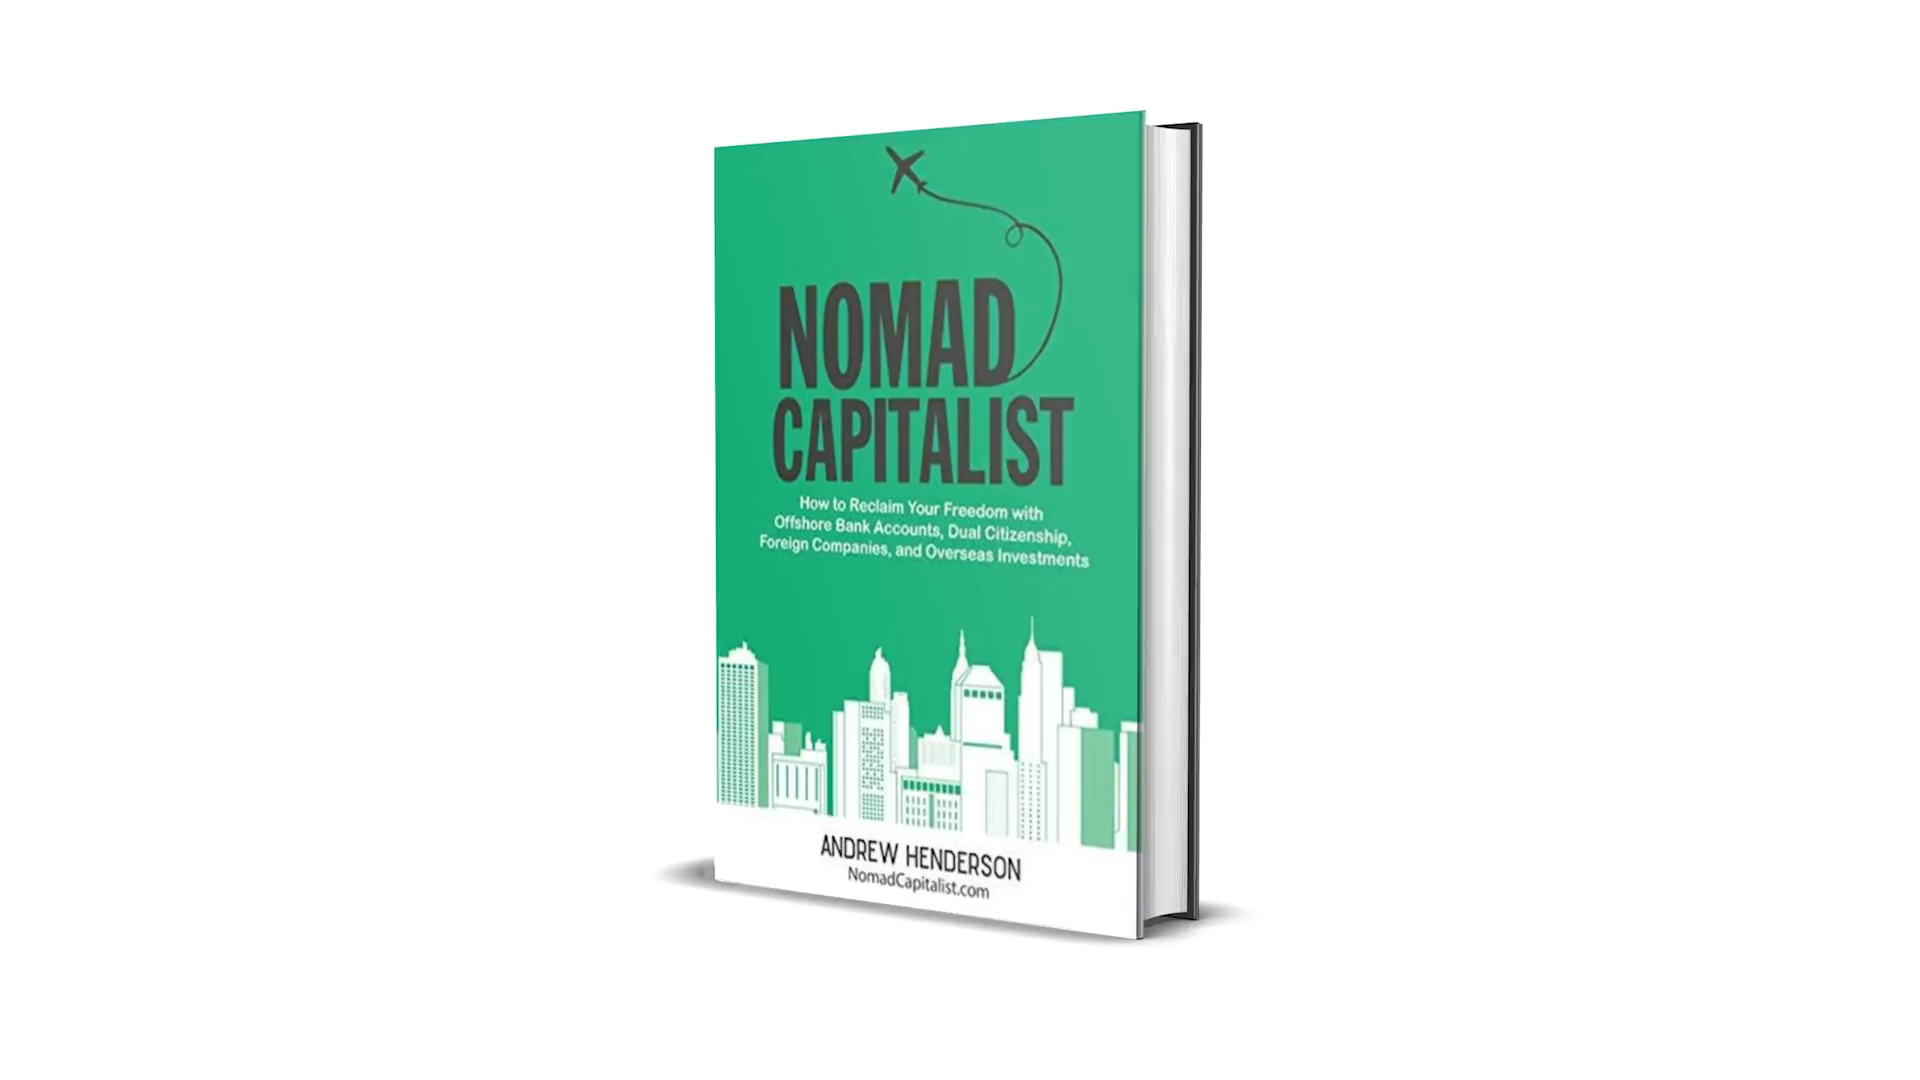 NOMAD
CAPITALIST
How to Reclaim Your Freedom with
Offshore Bank Accounts, Dual Citizenship,
Foreign Companies, and Overseas Investments
ANDREW HENDERSON
NomadCapitalist.com